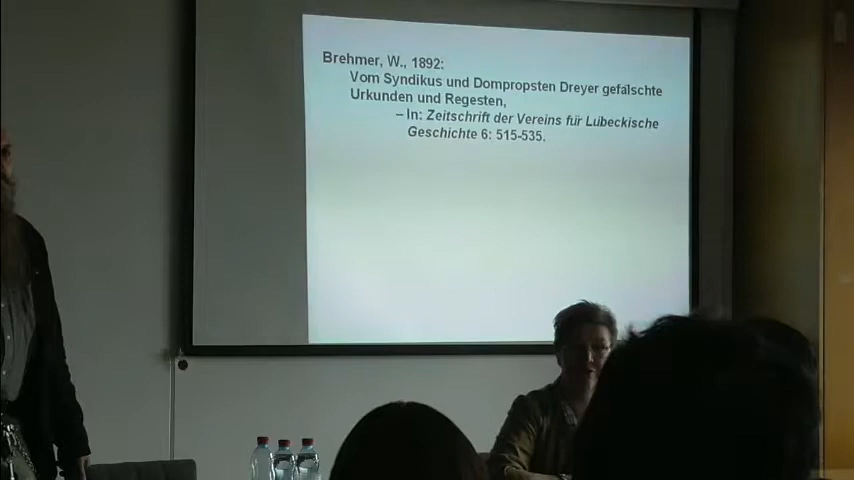 Brehmer, W., 1892:
Vom Syndikus und Dompropsten Dreyer gefälschte
Urkunden und Regesten,
– In: Zeitschrift der Vereins für Lübeckische
Geschichte 6: 515-535.